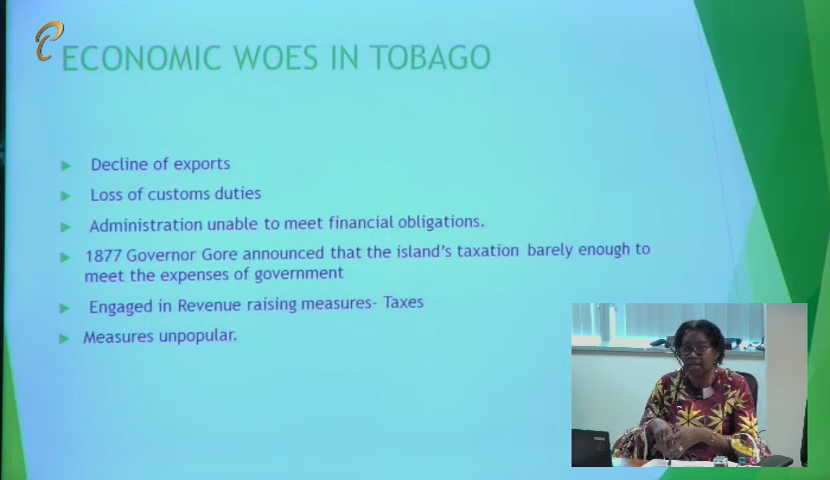 ECONOMIC WOES IN TOBAGO
Decline of exports
Loss of customs duties
Administration unable to meet financial obligations.
1877 Governor Gore announced that the island's taxation barely enough to
meet the expenses of government
Engaged in Revenue raising measures- Taxes
Measures unpopular.